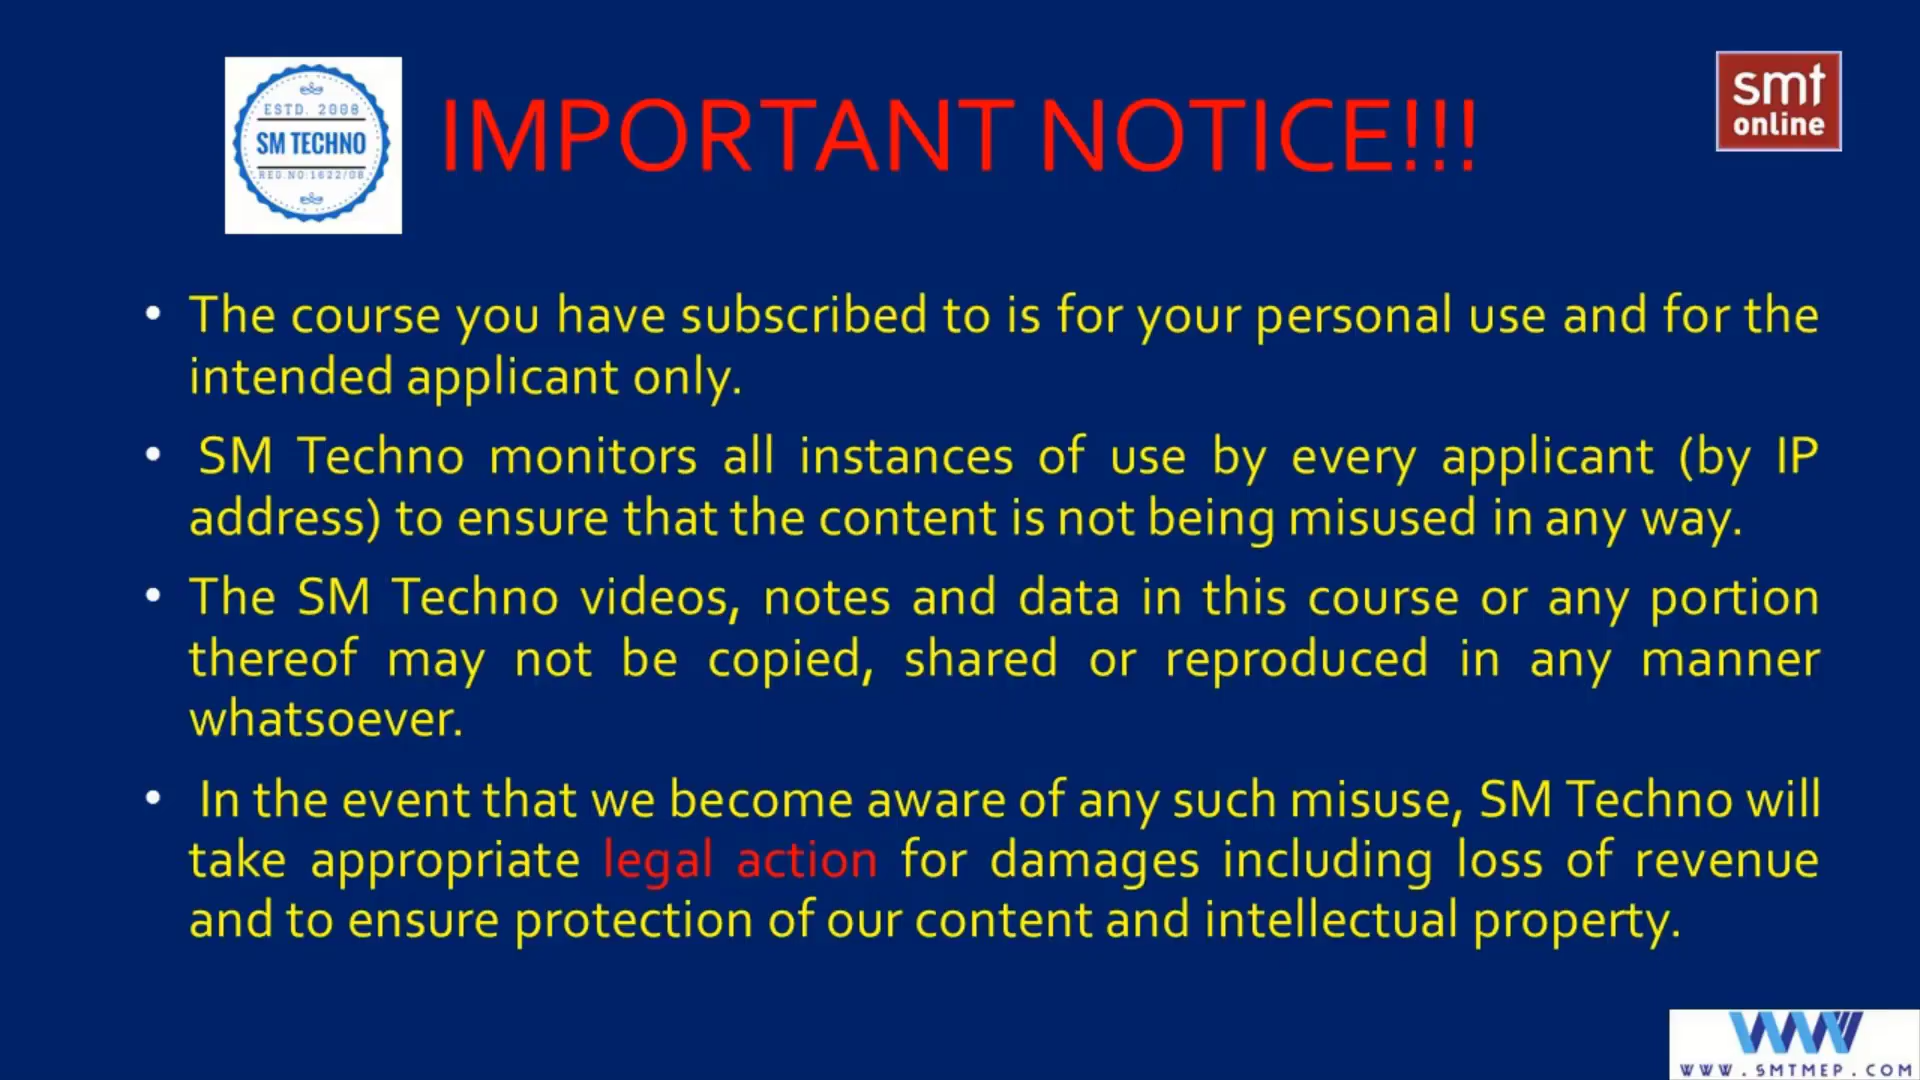 ESTD. 2008
SM TECHNO
REG.NO:1622/08
IMPORTANT NOTICE!!!
smt
online
• The course you have subscribed to is for your personal use and for the
intended applicant only.
• SM Techno monitors all instances of use by every applicant (by IP
address) to ensure that the content is not being misused in any way.
• The SM Techno videos, notes and data in this course or any portion
thereof may not be copied, shared or reproduced in any manner
whatsoever.
• In the event that we become aware of any such misuse, SM Techno will
take appropriate legal action for damages including loss of revenue
and to ensure protection of our content and intellectual property.
WWW.SMTMEP.COM